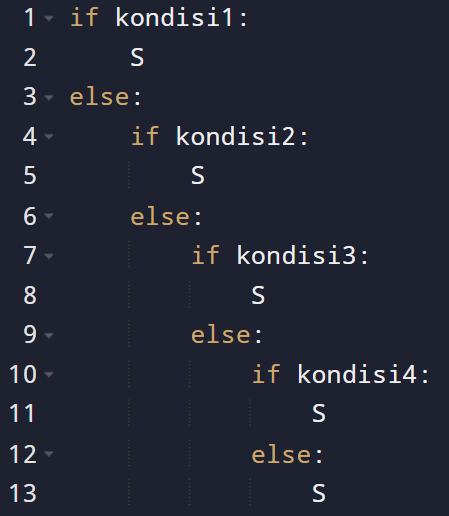 1 if kondisi1:
2     S
3 else:
4     if kondisi2:
5         S
6     else:
7         if kondisi3:
8             S
9         else:
10             if kondisi4:
11                 S
12             else:
13                 S